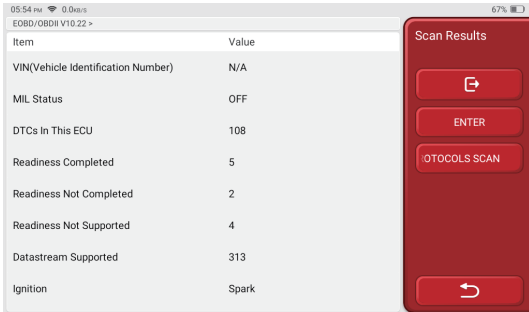 05:54 PM 0.0KB/S 67%
EOBD/OBDII V10.22 >
Item Value
VIN(Vehicle Identification Number) N/A
MIL Status OFF
DTCs In This ECU 108
Readiness Completed 5
Readiness Not Completed 2
Readiness Not Supported 4
Datastream Supported 313
Ignition Spark
Scan Results
ENTER
OTOCOLS SCAN